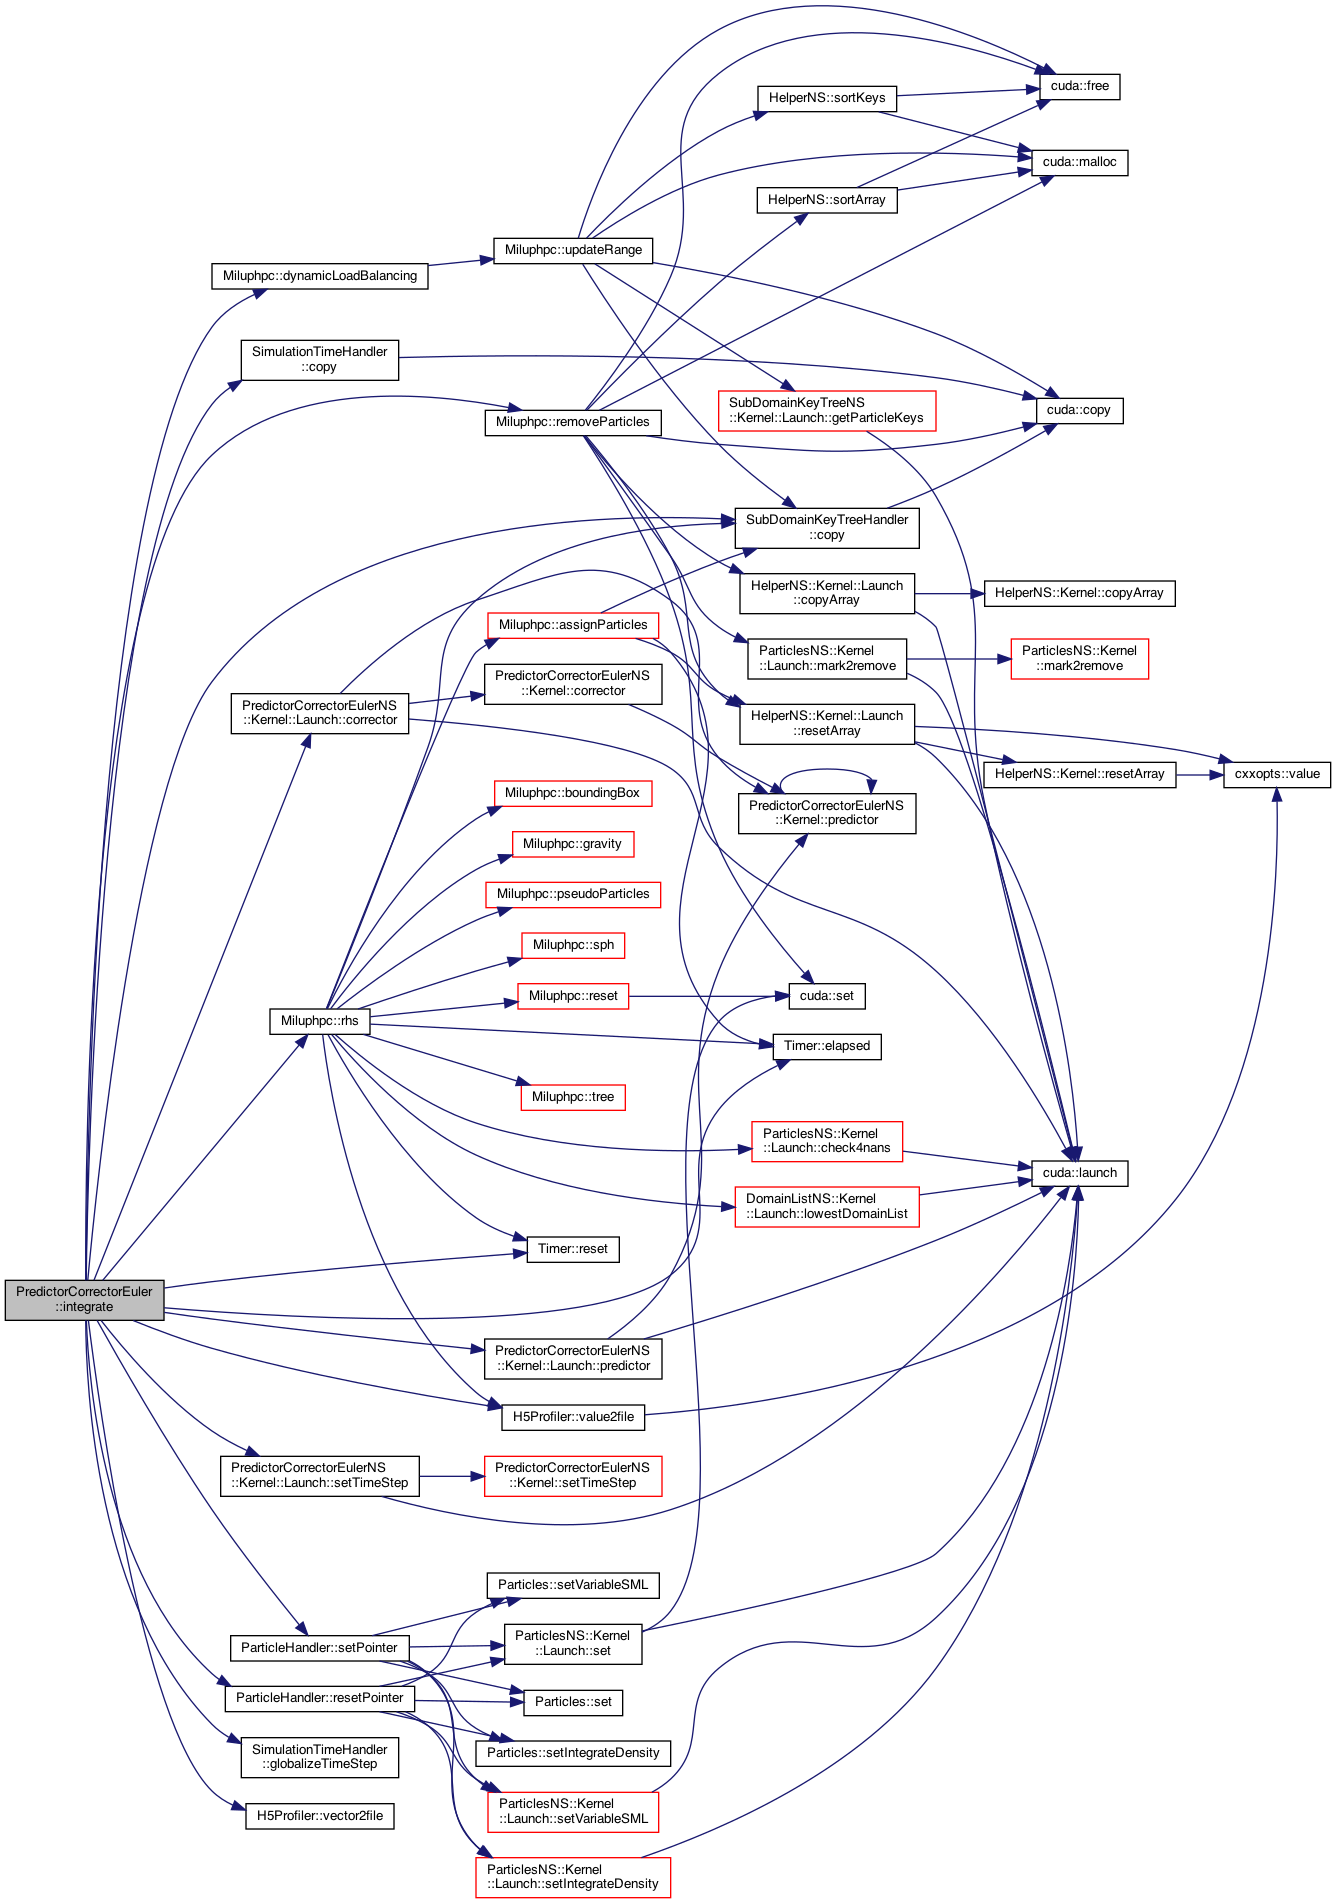 cuda::free
HelperNS::sortKeys
cuda::malloc
HelperNS::sortArray
Miluphpc::updateRange
Miluphpc::dynamicLoadBalancing
SimulationTimeHandler
::copy
SubDomainKeyTreeNS
::Kernel::Launch::getParticleKeys
cuda::copy
Miluphpc::removeParticles
SubDomainKeyTreeHandler
::copy
HelperNS::Kernel::Launch
::copyArray
HelperNS::Kernel::copyArray
Miluphpc::assignParticles
ParticlesNS::Kernel
::Launch::mark2remove
ParticlesNS::Kernel
::mark2remove
PredictorCorrectorEulerNS
::Kernel::corrector
PredictorCorrectorEulerNS
::Kernel::Launch::corrector
HelperNS::Kernel::Launch
::resetArray
HelperNS::Kernel::resetArray
cxxopts::value
Miluphpc::boundingBox
PredictorCorrectorEulerNS
::Kernel::predictor
Miluphpc::gravity
Miluphpc::pseudoParticles
Miluphpc::sph
Miluphpc::reset
cuda::set
Miluphpc::rhs
Timer::elapsed
Miluphpc::tree
ParticlesNS::Kernel
::Launch::check4nans
cuda::launch
DomainListNS::Kernel
::Launch::lowestDomainList
Timer::reset
PredictorCorrectorEuler
::integrate
PredictorCorrectorEulerNS
::Kernel::Launch::predictor
H5Profiler::value2file
PredictorCorrectorEulerNS
::Kernel::Launch::setTimeStep
PredictorCorrectorEulerNS
::Kernel::setTimeStep
Particles::setVariableSML
ParticleHandler::setPointer
ParticlesNS::Kernel
::Launch::set
ParticleHandler::resetPointer
Particles::set
SimulationTimeHandler
::globalizeTimeStep
Particles::setIntegrateDensity
H5Profiler::vector2file
ParticlesNS::Kernel
::Launch::setVariableSML
ParticlesNS::Kernel
::Launch::setIntegrateDensity